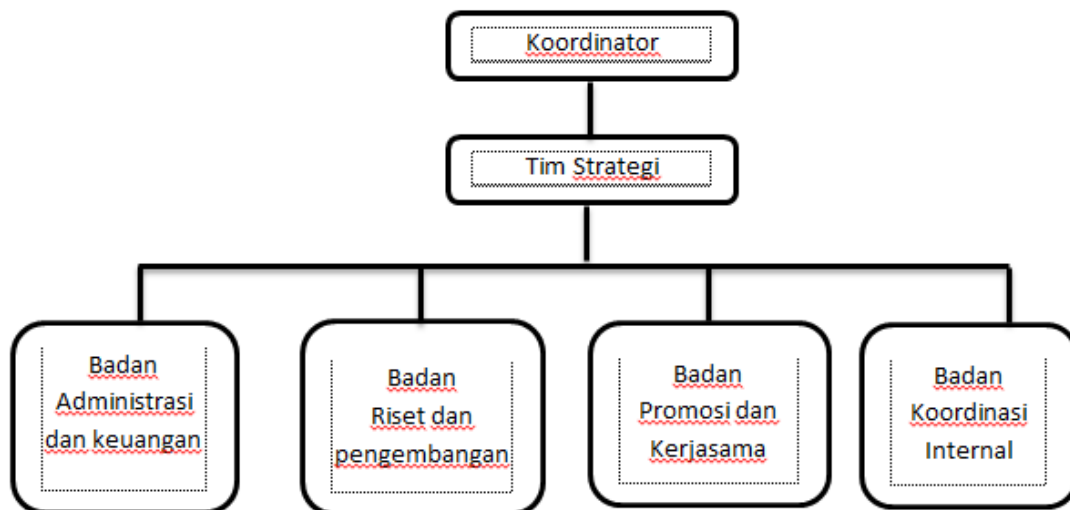 Koordinator
Tim Strategi
Badan
Administrasi
dan keuangan
Badan
Riset dan
pengembangan
Badan
Promosi dan
Kerjasama
Badan
Koordinasi
Internal